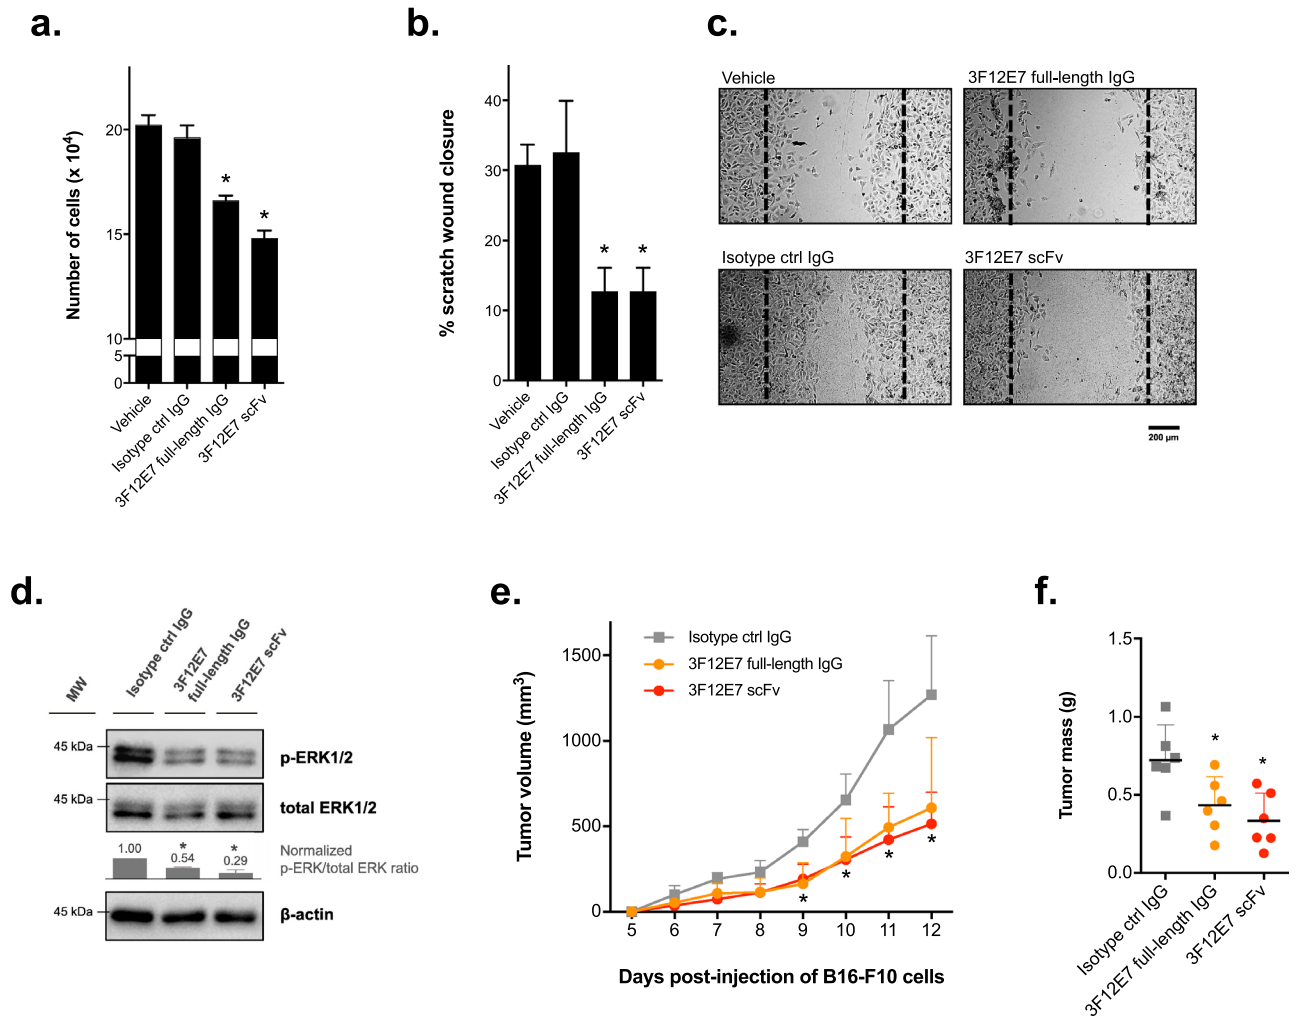 a.
Number of cells (x 10⁴)
20
15
10
5
0
*
*
Vehicle
Isotype ctrl IgG
3F12E7 full-length IgG
3F12E7 scFv
b.
% scratch wound closure
40
30
20
10
0
*
*
Vehicle
Isotype ctrl IgG
3F12E7 full-length IgG
3F12E7 scFv
c.
Vehicle
3F12E7 full-length IgG
Isotype ctrl IgG
3F12E7 scFv
200 µm
d.
MW
Isotype ctrl IgG
3F12E7
full-length IgG
3F12E7 scFv
45 kDa
p-ERK1/2
45 kDa
total ERK1/2
1.00
*
0.54
*
0.29
Normalized
p-ERK/total ERK ratio
45 kDa
β-actin
e.
Tumor volume (mm³)
1500
1000
500
0
Isotype ctrl IgG
3F12E7 full-length IgG
3F12E7 scFv
*
*
*
*
5 6 7 8 9 10 11 12
Days post-injection of B16-F10 cells
f.
Tumor mass (g)
1.5
1.0
0.5
0.0
*
*
Isotype ctrl IgG
3F12E7 full-length IgG
3F12E7 scFv